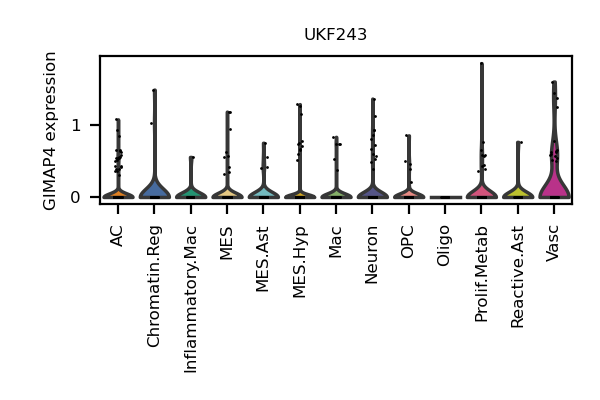 UKF243
GIMAP4 expression
1
0
AC
Chromatin.Reg
Inflammatory.Mac
MES
MES.Ast
MES.Hyp
Mac
Neuron
OPC
Oligo
Prolif.Metab
Reactive.Ast
Vasc